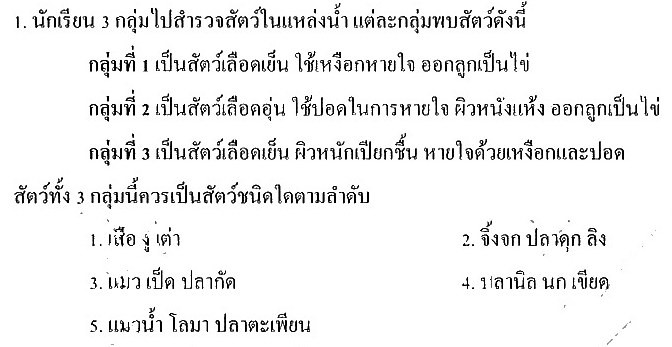 1. นักเรียน 3 กลุ่มไปสำรวจสัตว์ในแหล่งน้ำ แต่ละกลุ่มพบสัตว์ดังนี้
กลุ่มที่ 1 เป็นสัตว์เลือดเย็น ใช้เหงือกหายใจ ออกลูกเป็นไข่
กลุ่มที่ 2 เป็นสัตว์เลือดอุ่น ใช้ปอดในการหายใจ ผิวหนังแห้ง ออกลูกเป็นไข่
กลุ่มที่ 3 เป็นสัตว์เลือดเย็น ผิวหนักเปียกชื้น หายใจด้วยเหงือกและปอด
สัตว์ทั้ง 3 กลุ่มนี้ควรเป็นสัตว์ชนิดใดตามลำดับ
1. เสือ งู เต่า 2. จิ้งจก ปลาดุก ลิง
3. แมว เป็ด ปลากัด 4. ปลานิล นก เขียด
5. แมวน้ำ โลมา ปลาตะเพียน